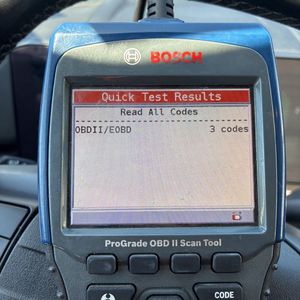 BOSCH
Quick Test Results
Read All Codes
OBDII/EOBD 3 codes
ProGrade OBD II Scan Tool
CODE